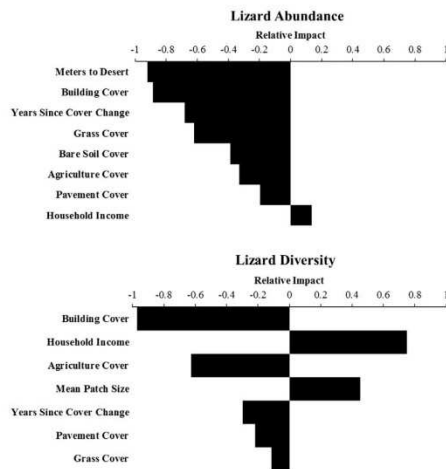 Lizard Abundance
Relative Impact
-1 -0.8 -0.6 -0.4 -0.2 0 0.2 0.4 0.6 0.8 1
Meters to Desert
Building Cover
Years Since Cover Change
Grass Cover
Bare Soil Cover
Agriculture Cover
Pavement Cover
Household Income
Lizard Diversity
Relative Impact
-1 -0.8 -0.6 -0.4 -0.2 0 0.2 0.4 0.6 0.8 1
Building Cover
Household Income
Agriculture Cover
Mean Patch Size
Years Since Cover Change
Pavement Cover
Grass Cover